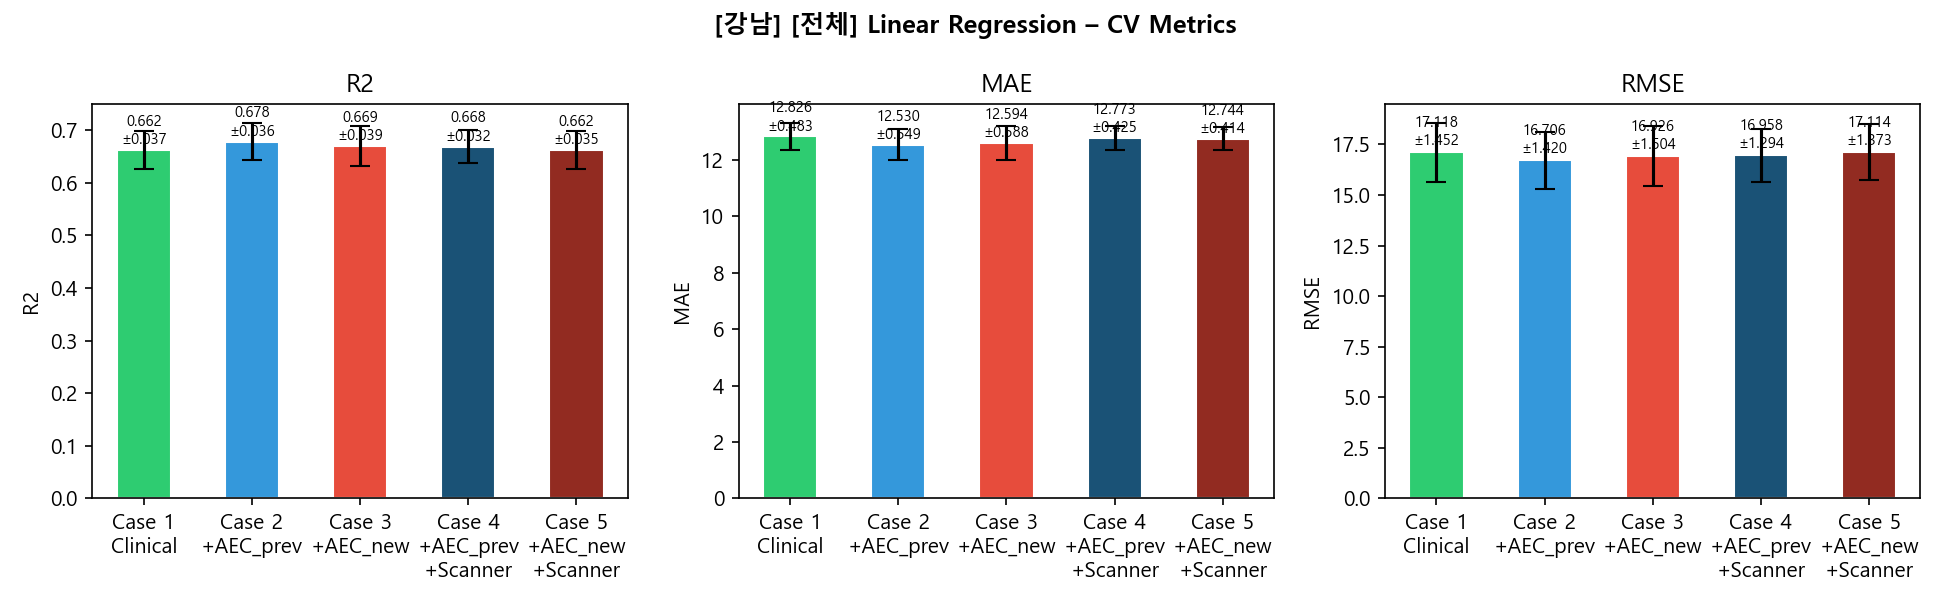 [강남] [전체] Linear Regression – CV Metrics
R2
0.7
0.6
0.5
0.4
0.3
0.2
0.1
0.0
R2
0.662
±0.037
0.678
±0.036
0.669
±0.039
0.668
±0.032
0.662
±0.035
Case 1
Clinical
Case 2
+AEC_prev
Case 3
+AEC_new
Case 4
+AEC_prev
+Scanner
Case 5
+AEC_new
+Scanner
MAE
12
10
8
6
4
2
0
MAE
12.826
±0.483
12.530
±0.549
12.594
±0.588
12.773
±0.425
12.744
±0.414
Case 1
Clinical
Case 2
+AEC_prev
Case 3
+AEC_new
Case 4
+AEC_prev
+Scanner
Case 5
+AEC_new
+Scanner
RMSE
17.5
15.0
12.5
10.0
7.5
5.0
2.5
0.0
RMSE
17.118
±1.452
16.706
±1.420
16.926
±1.504
16.958
±1.294
17.114
±1.373
Case 1
Clinical
Case 2
+AEC_prev
Case 3
+AEC_new
Case 4
+AEC_prev
+Scanner
Case 5
+AEC_new
+Scanner